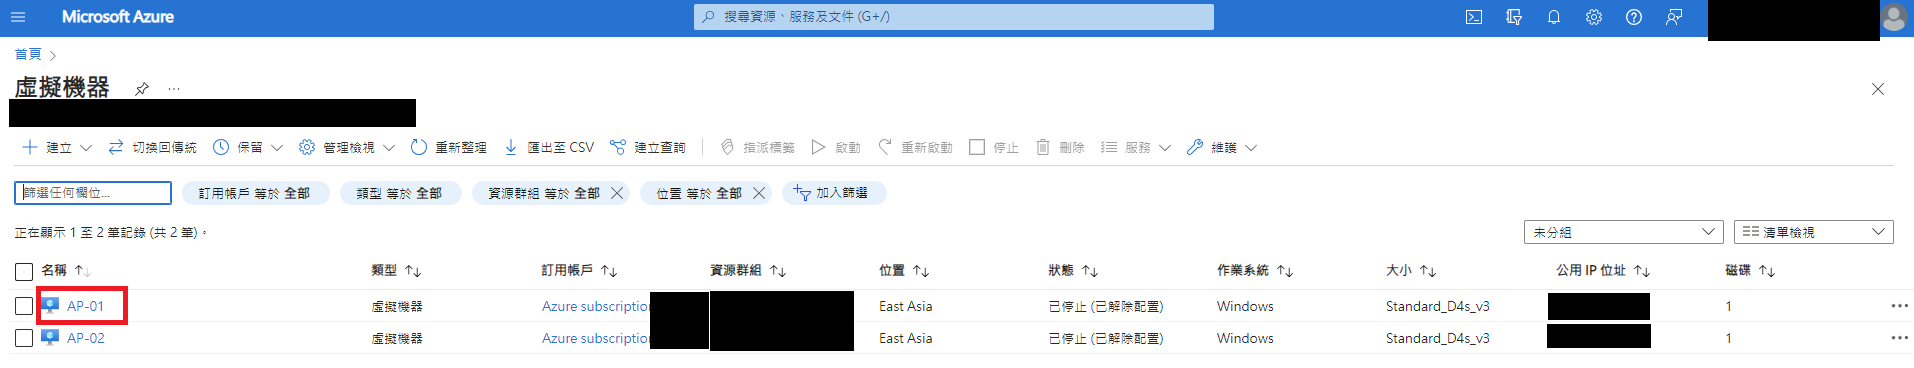 Microsoft Azure
搜尋資源、服務及文件 (G+/)
首頁
虛擬機器
建立 切換回傳統 保留 管理檢視 重新整理 匯出至 CSV 建立查詢 指派標籤 啟動 重新啟動 停止 刪除 服務 維護
篩選任何欄位... 訂用帳戶 等於 全部 類型 等於 全部 資源群組 等於 全部 位置 等於 全部 加入篩選
正在顯示 1 至 2 筆記錄 (共 2 筆)。 未分組 清單檢視
名稱 類型 訂用帳戶 資源群組 位置 狀態 作業系統 大小 公用 IP 位址 磁碟
AP-01 虛擬機器 Azure subscription East Asia 已停止 (已解除配置) Windows Standard_D4s_v3 1
AP-02 虛擬機器 Azure subscription East Asia 已停止 (已解除配置) Windows Standard_D4s_v3 1